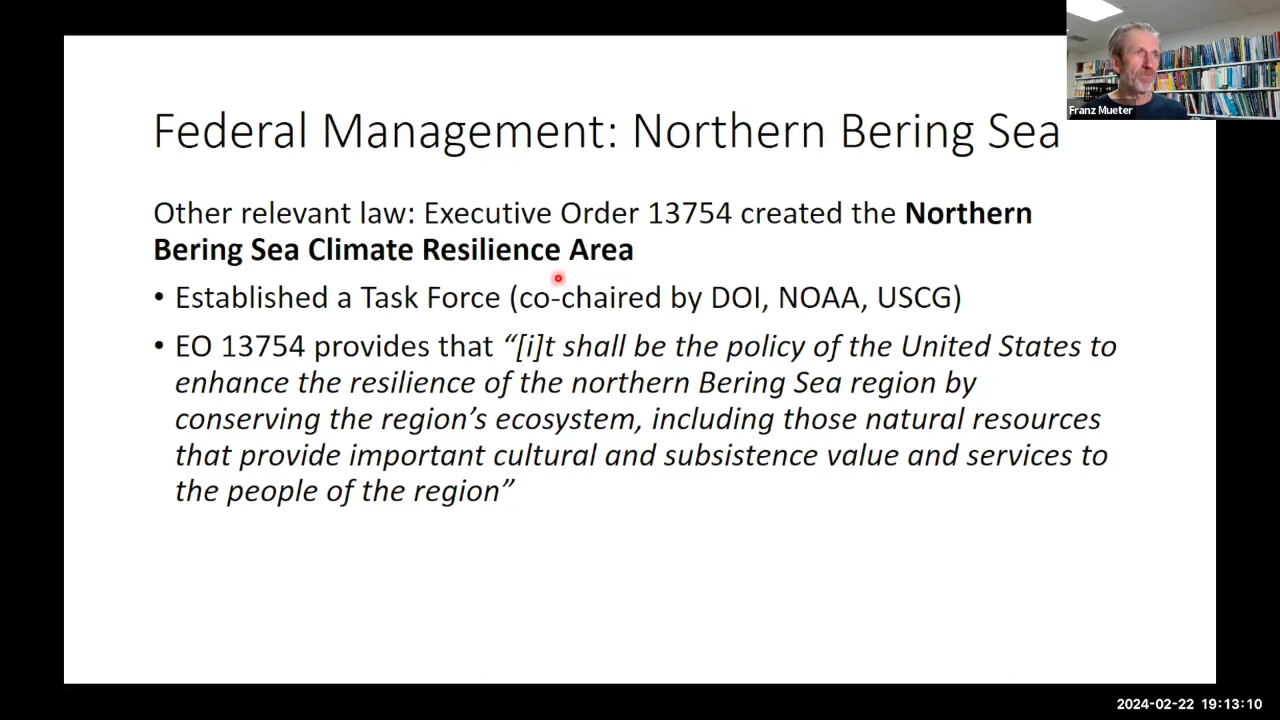 Franz Mueter
Federal Management: Northern Bering Sea
Other relevant law: Executive Order 13754 created the Northern
Bering Sea Climate Resilience Area
• Established a Task Force (co-chaired by DOI, NOAA, USCG)
• EO 13754 provides that “[i]t shall be the policy of the United States to
enhance the resilience of the northern Bering Sea region by
conserving the region’s ecosystem, including those natural resources
that provide important cultural and subsistence value and services to
the people of the region”
2024-02-22 19:13:10